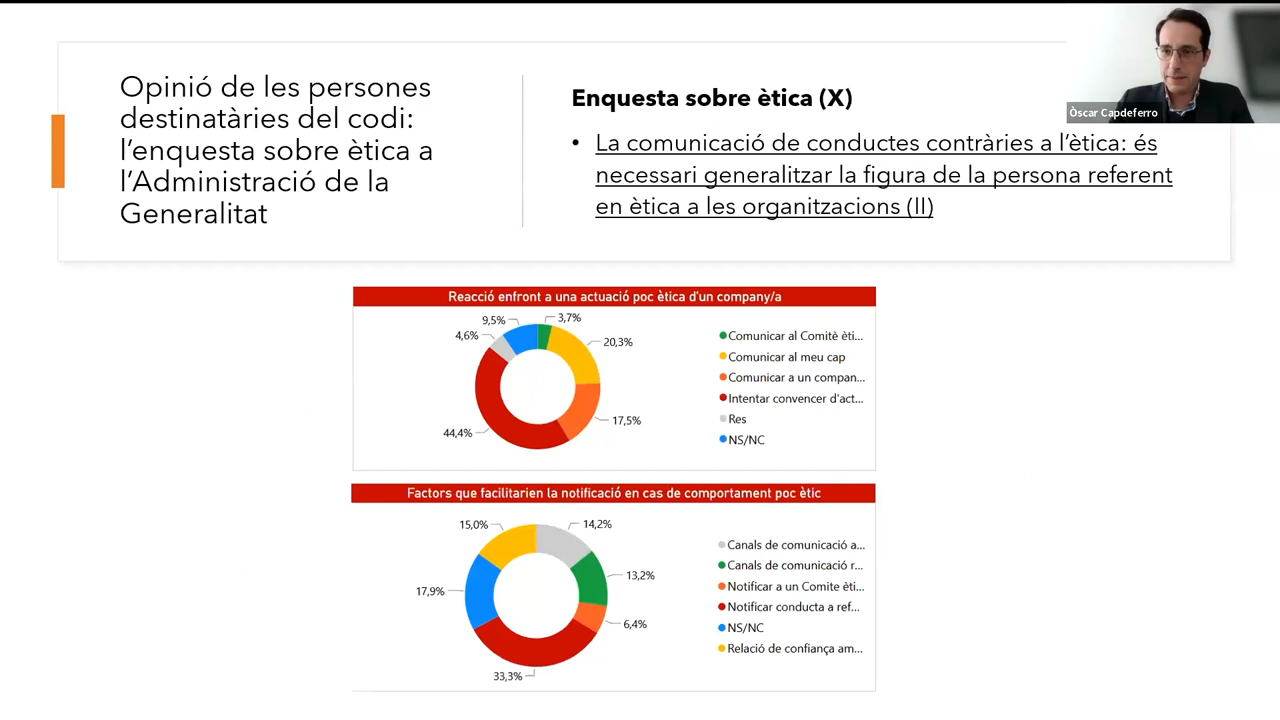 Opinió de les persones
destinatàries del codi:
l'enquesta sobre ètica a
l'Administració de la
Generalitat
Enquesta sobre ètica (X)
• La comunicació de conductes contràries a l'ètica: és
necessari generalitzar la figura de la persona referent
en ètica a les organitzacions (II)
Òscar Capdeferro
Reacció enfront a una actuació poc ètica d'un company/a
3,7%
20,3%
17,5%
44,4%
4,6%
9,5%
Comunicar al Comitè èti...
Comunicar al meu cap
Comunicar a un compan...
Intentar convencer d'act...
Res
NS/NC
Factors que facilitarien la notificació en cas de comportament poc ètic
14,2%
13,2%
6,4%
33,3%
17,9%
15,0%
Canals de comunicació a...
Canals de comunicació r...
Notificar a un Comite èti...
Notificar conducta a ref...
NS/NC
Relació de confiança am...